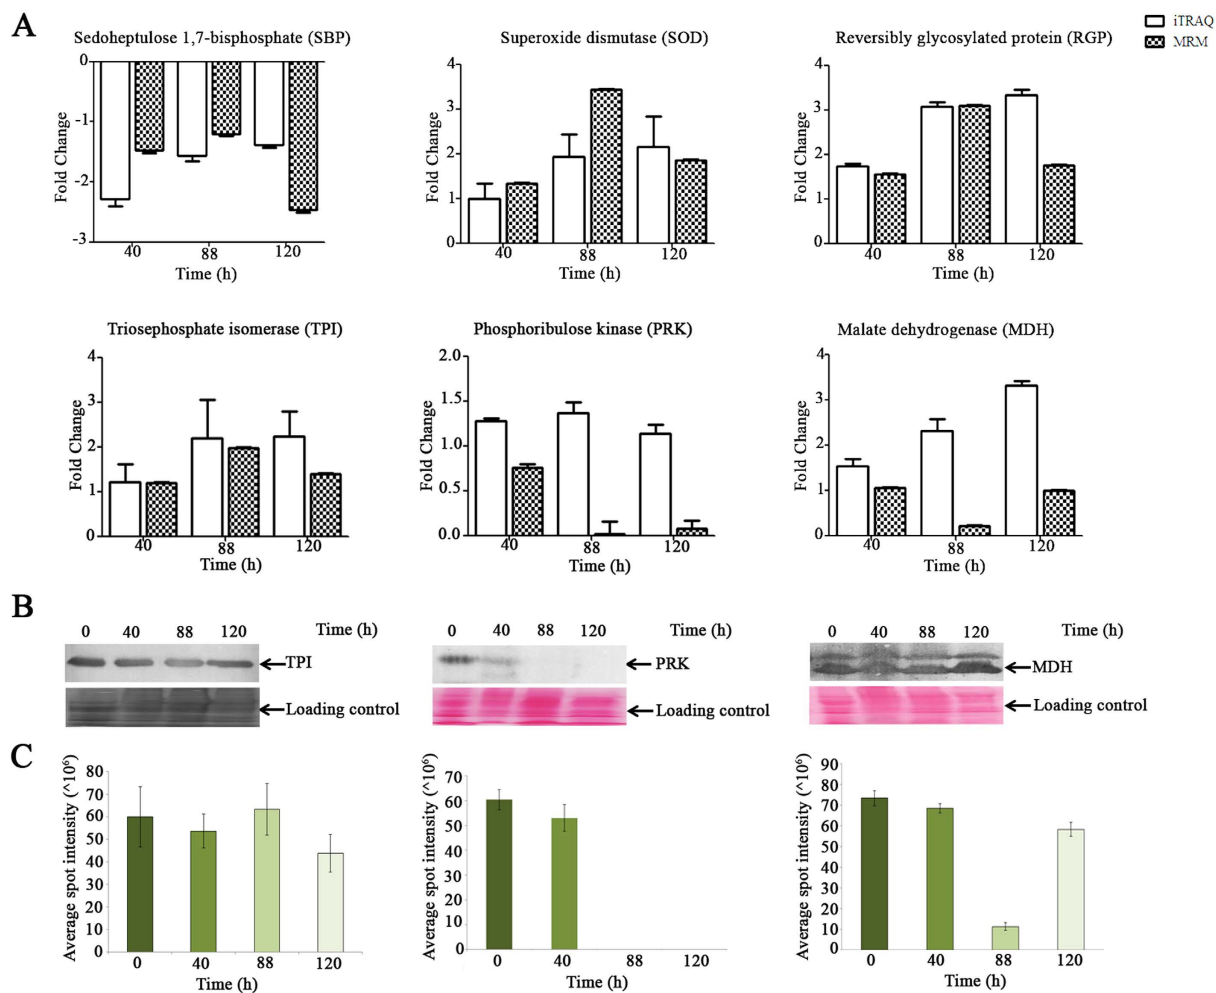 A
iTRAQ
MRM
Sedoheptulose 1,7-bisphosphate (SBP)
0
-1
-2
-3
Fold Change
40 88 120
Time (h)
Superoxide dismutase (SOD)
4
3
2
1
0
Fold Change
40 88 120
Time (h)
Reversibly glycosylated protein (RGP)
4
3
2
1
0
Fold Change
40 88 120
Time (h)
Triosephosphate isomerase (TPI)
4
3
2
1
0
Fold Change
40 88 120
Time (h)
Phosphoribulose kinase (PRK)
2.0
1.5
1.0
0.5
0.0
Fold Change
40 88 120
Time (h)
Malate dehydrogenase (MDH)
4
3
2
1
0
Fold Change
40 88 120
Time (h)
B
0 40 88 120 Time (h)
TPI
Loading control
0 40 88 120 Time (h)
PRK
Loading control
0 40 88 120 Time (h)
MDH
Loading control
C
80
70
60
50
40
30
20
10
0
Average spot intensity (^10⁶)
0 40 88 120
Time (h)
70
60
50
40
30
20
10
0
Average spot intensity (^10⁶)
0 40 88 120
Time (h)
90
80
70
60
50
40
30
20
10
0
Average spot intensity (^10⁶)
0 40 88 120
Time (h)